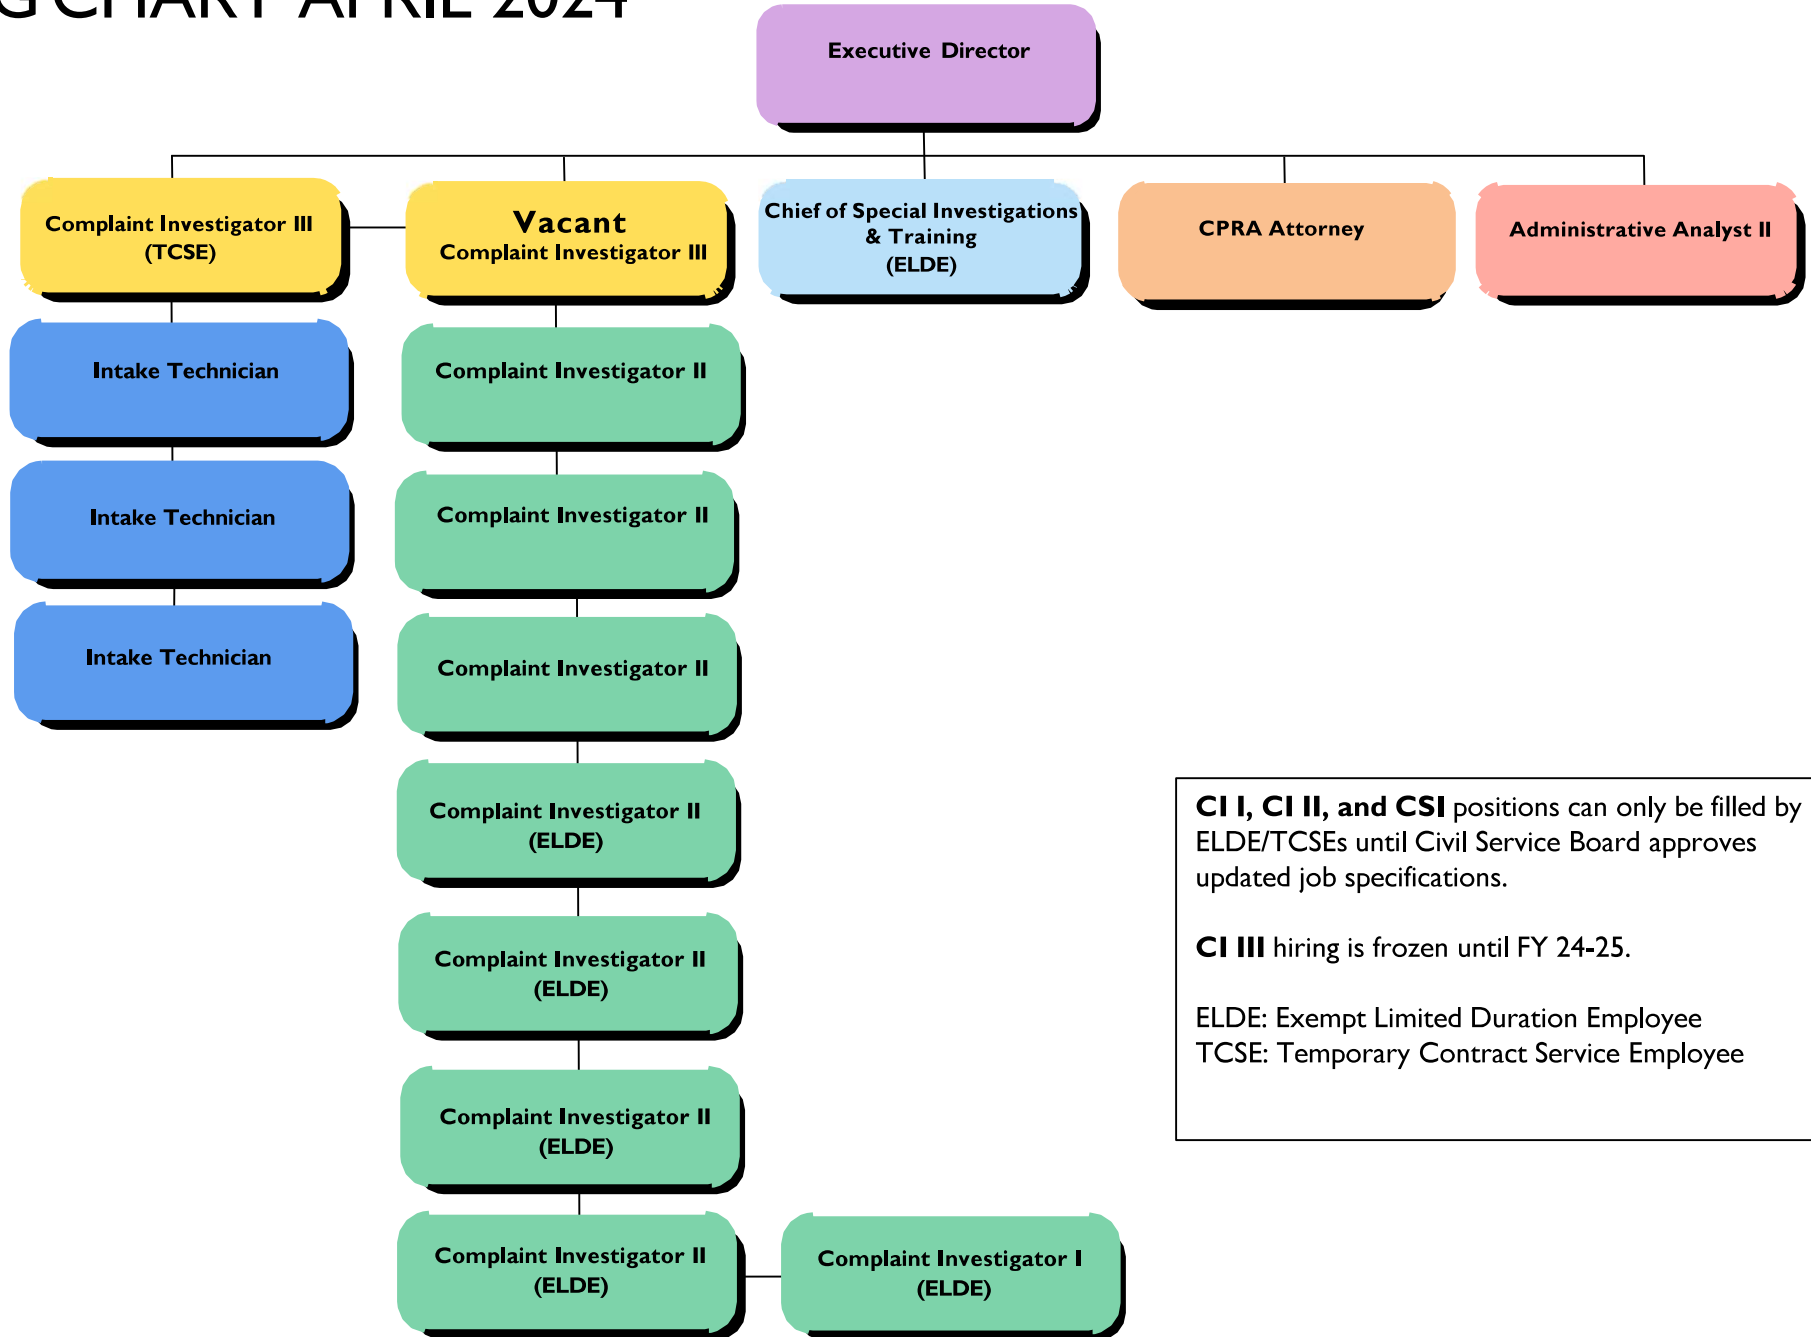 CHART APRIL 2024
Executive Director
Complaint Investigator III
(TCSE)
Vacant
Complaint Investigator III
Chief of Special Investigations
& Training
(ELDE)
CPRA Attorney
Administrative Analyst II
Intake Technician
Intake Technician
Intake Technician
Complaint Investigator II
Complaint Investigator II
Complaint Investigator II
Complaint Investigator II
(ELDE)
Complaint Investigator II
(ELDE)
Complaint Investigator II
(ELDE)
Complaint Investigator II
(ELDE)
Complaint Investigator I
(ELDE)
CI I, CI II, and CSI positions can only be filled by
ELDE/TCSEs until Civil Service Board approves
updated job specifications.
CI III hiring is frozen until FY 24-25.
ELDE: Exempt Limited Duration Employee
TCSE: Temporary Contract Service Employee